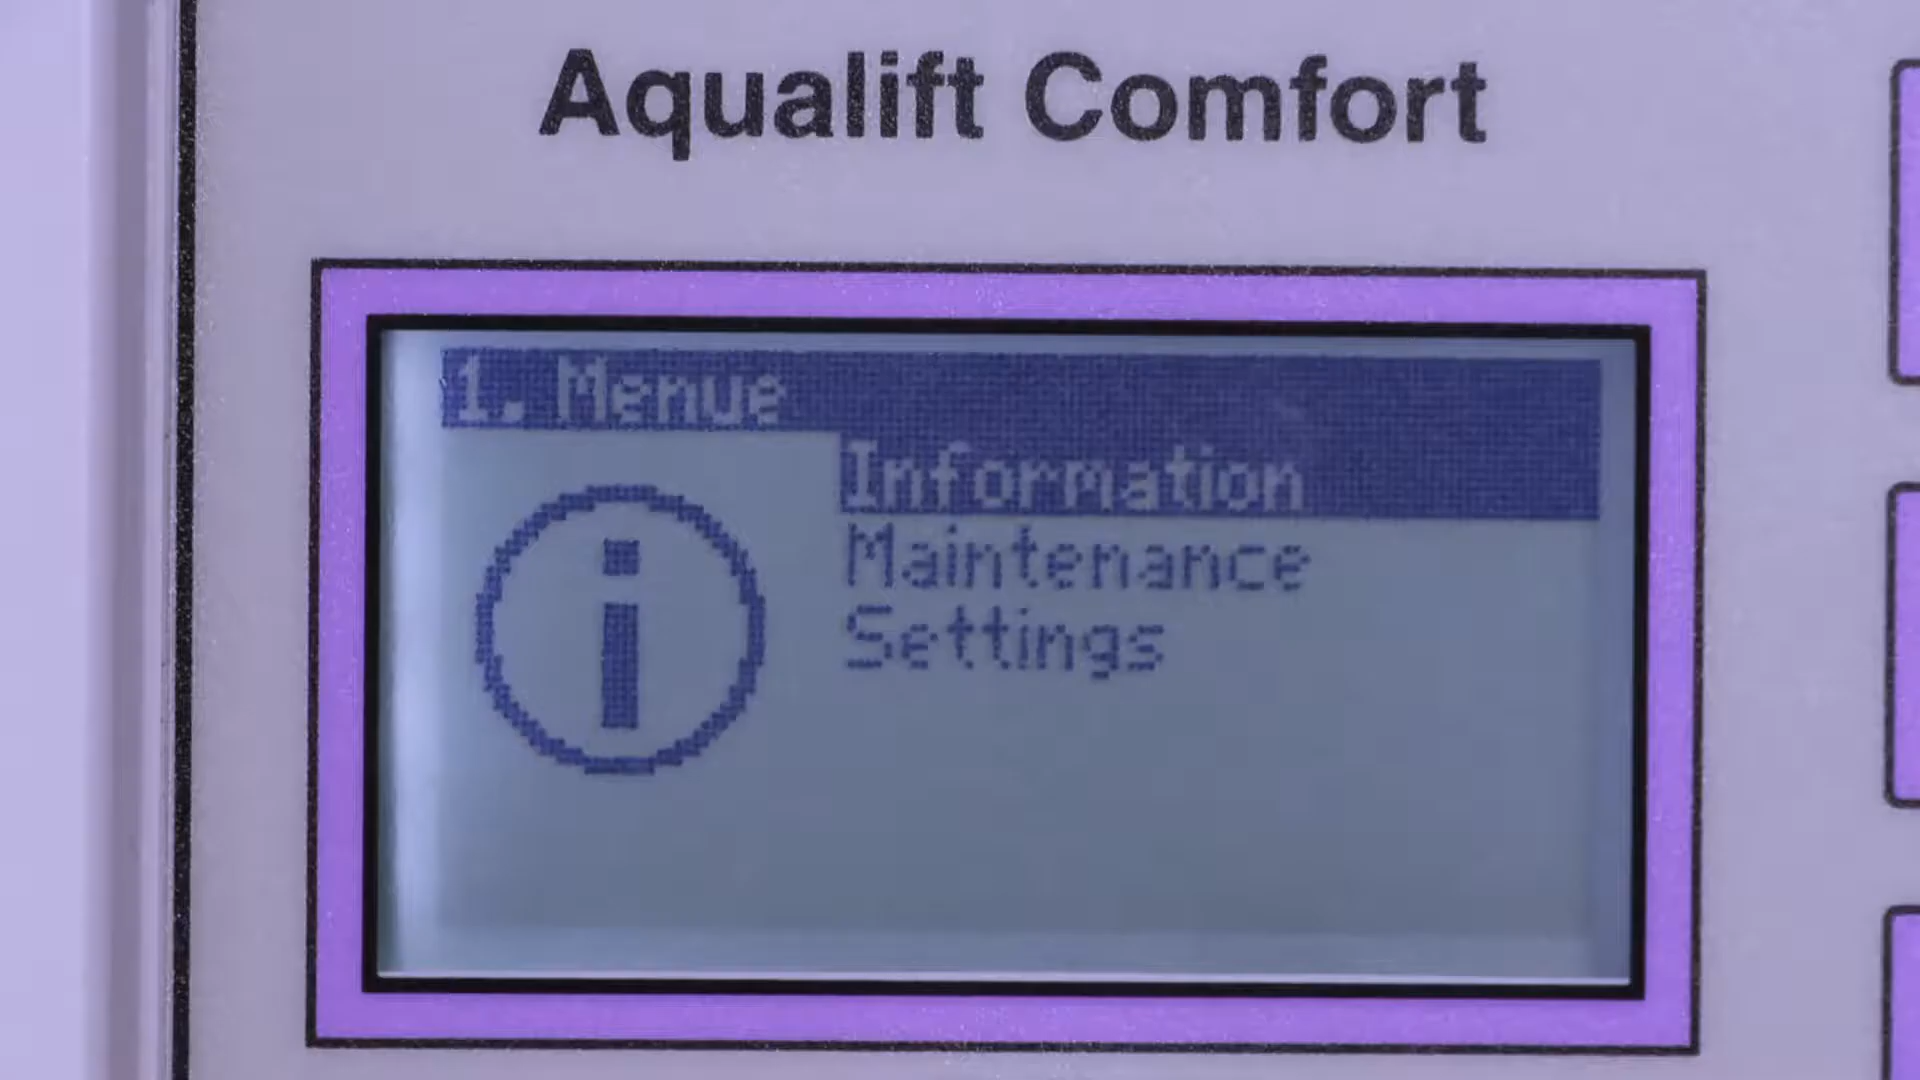 Aqualift Comfort
1. Menue
Information
Maintenance
Settings